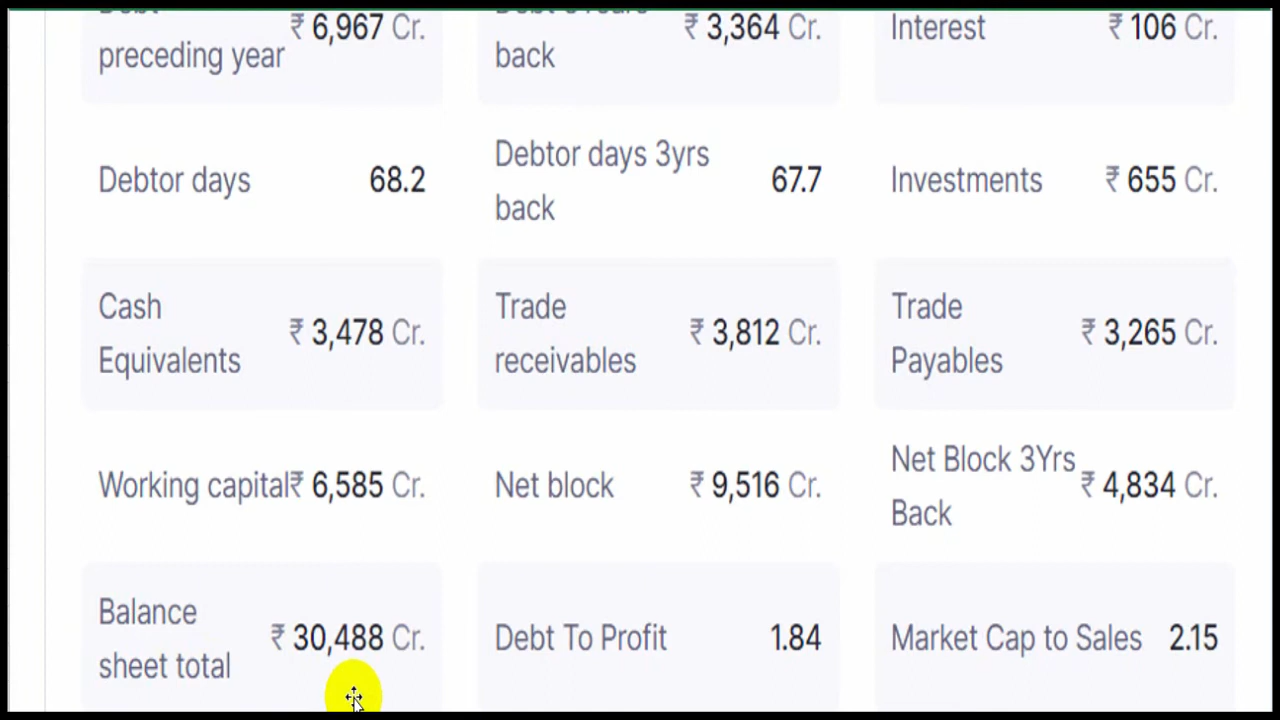 preceding year ₹ 6,967 Cr.
back ₹ 3,364 Cr.
Interest ₹ 106 Cr.
Debtor days 68.2
Debtor days 3yrs
back 67.7
Investments ₹ 655 Cr.
Cash
Equivalents ₹ 3,478 Cr.
Trade
receivables ₹ 3,812 Cr.
Trade
Payables ₹ 3,265 Cr.
Working capital₹ 6,585 Cr.
Net block ₹ 9,516 Cr.
Net Block 3Yrs
Back ₹ 4,834 Cr.
Balance
sheet total ₹ 30,488 Cr.
Debt To Profit 1.84
Market Cap to Sales 2.15